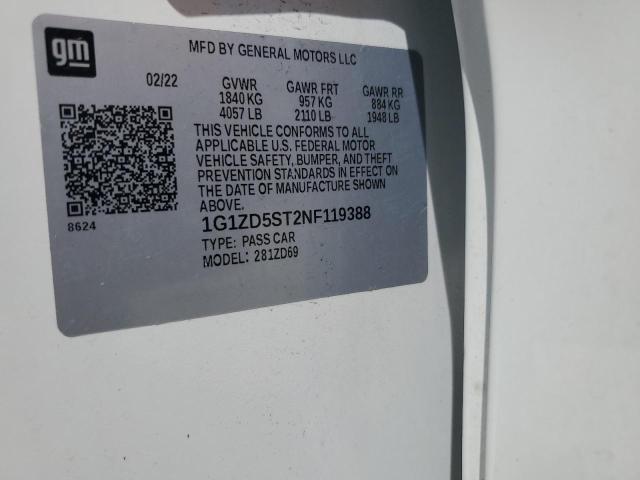 gm
MFD BY GENERAL MOTORS LLC
02/22 GVWR GAWR FRT GAWR RR
1840 KG 957 KG 884 KG
4057 LB 2110 LB 1948 LB
THIS VEHICLE CONFORMS TO ALL
APPLICABLE U.S. FEDERAL MOTOR
VEHICLE SAFETY, BUMPER, AND THEFT
PREVENTION STANDARDS IN EFFECT ON
THE DATE OF MANUFACTURE SHOWN
ABOVE.
8624 1G1ZD5ST2NF119388
TYPE: PASS CAR
MODEL: 281ZD69